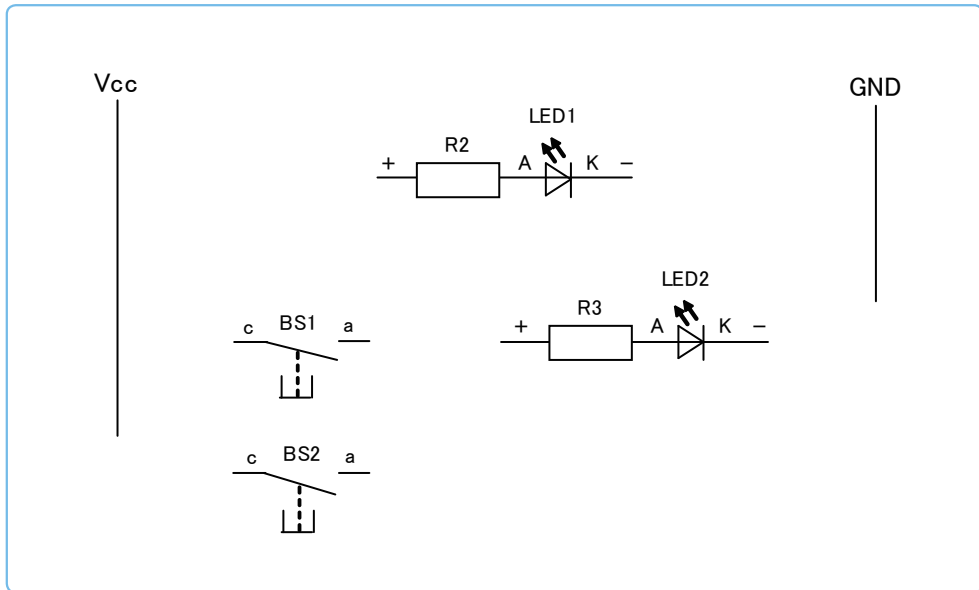 Vcc
GND
LED1
R2
+ A K −
LED2
R3
+ A K −
c BS1 a
c BS2 a